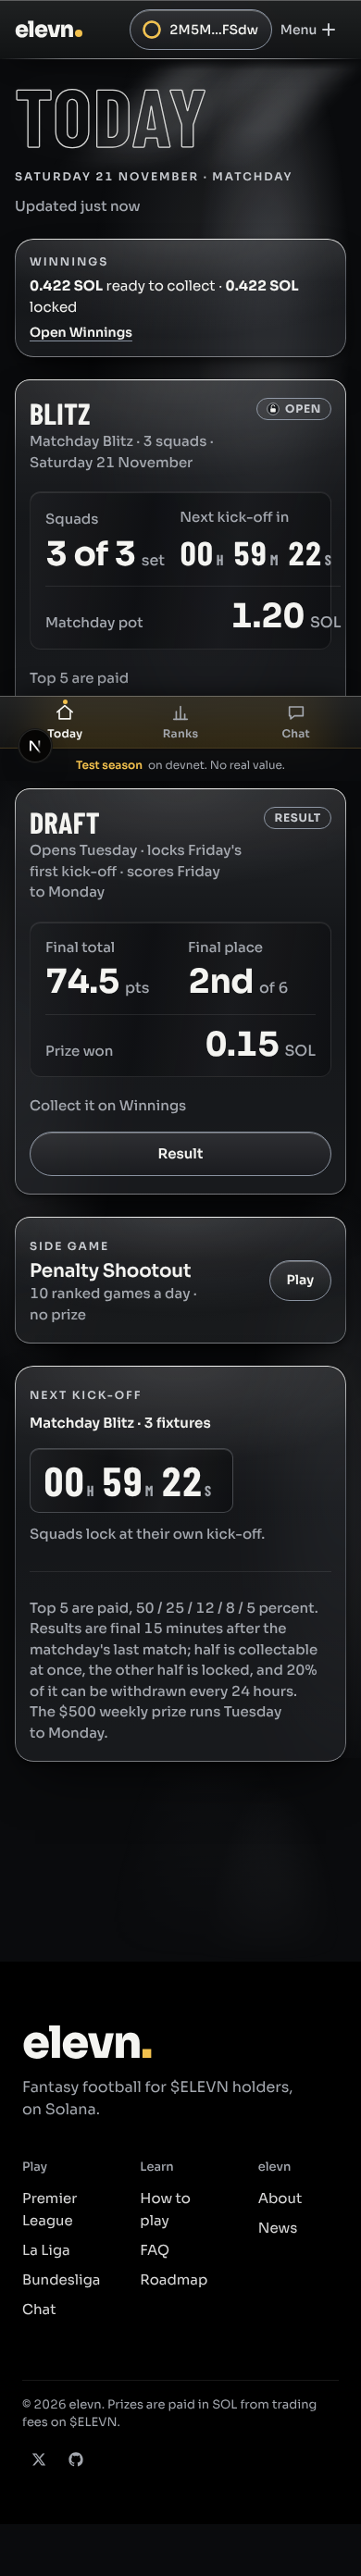 elevn.
2M5M...FSdw
Menu
TODAY
SATURDAY 21 NOVEMBER · MATCHDAY
Updated just now
WINNINGS
0.422 SOL ready to collect · 0.422 SOL
locked
Open Winnings
BLITZ
OPEN
Matchday Blitz · 3 squads ·
Saturday 21 November
Squads
Next kick-off in
3 of 3 set
00 H 59 M 22 S
Matchday pot
1.20 SOL
Top 5 are paid
Today
Ranks
Chat
N
Test season on devnet. No real value.
DRAFT
RESULT
Opens Tuesday · locks Friday's
first kick-off · scores Friday
to Monday
Final total
Final place
74.5 pts
2nd of 6
Prize won
0.15 SOL
Collect it on Winnings
Result
SIDE GAME
Penalty Shootout
10 ranked games a day ·
no prize
Play
NEXT KICK-OFF
Matchday Blitz · 3 fixtures
00 H 59 M 22 S
Squads lock at their own kick-off.
Top 5 are paid, 50 / 25 / 12 / 8 / 5 percent.
Results are final 15 minutes after the
matchday's last match; half is collectable
at once, the other half is locked, and 20%
of it can be withdrawn every 24 hours.
The $500 weekly prize runs Tuesday
to Monday.
elevn.
Fantasy football for $ELEVN holders,
on Solana.
Play
Learn
elevn
Premier
League
How to
play
About
La Liga
FAQ
News
Bundesliga
Roadmap
Chat
© 2026 elevn. Prizes are paid in SOL from trading
fees on $ELEVN.